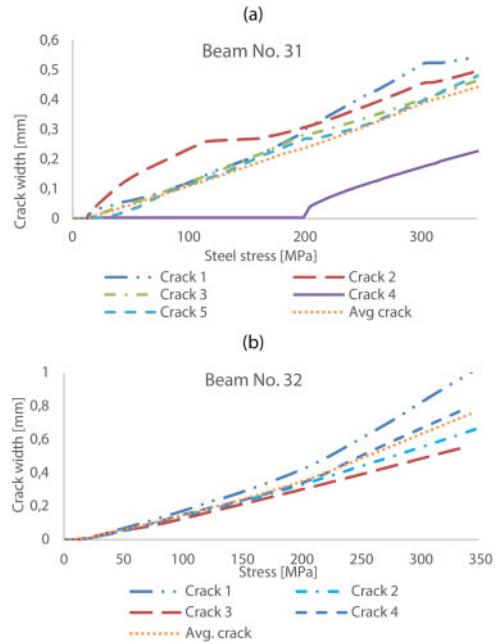 (a)
Beam No. 31
Crack width [mm]
0,6
0,5
0,4
0,3
0,2
0,1
0
0 100 200 300
Steel stress [MPa]
Crack 1 Crack 2
Crack 3 Crack 4
Crack 5 Avg crack
(b)
Beam No. 32
Crack width [mm]
1
0,8
0,6
0,4
0,2
0
0 50 100 150 200 250 300 350
Stress [MPa]
Crack 1 Crack 2
Crack 3 Crack 4
Avg. crack